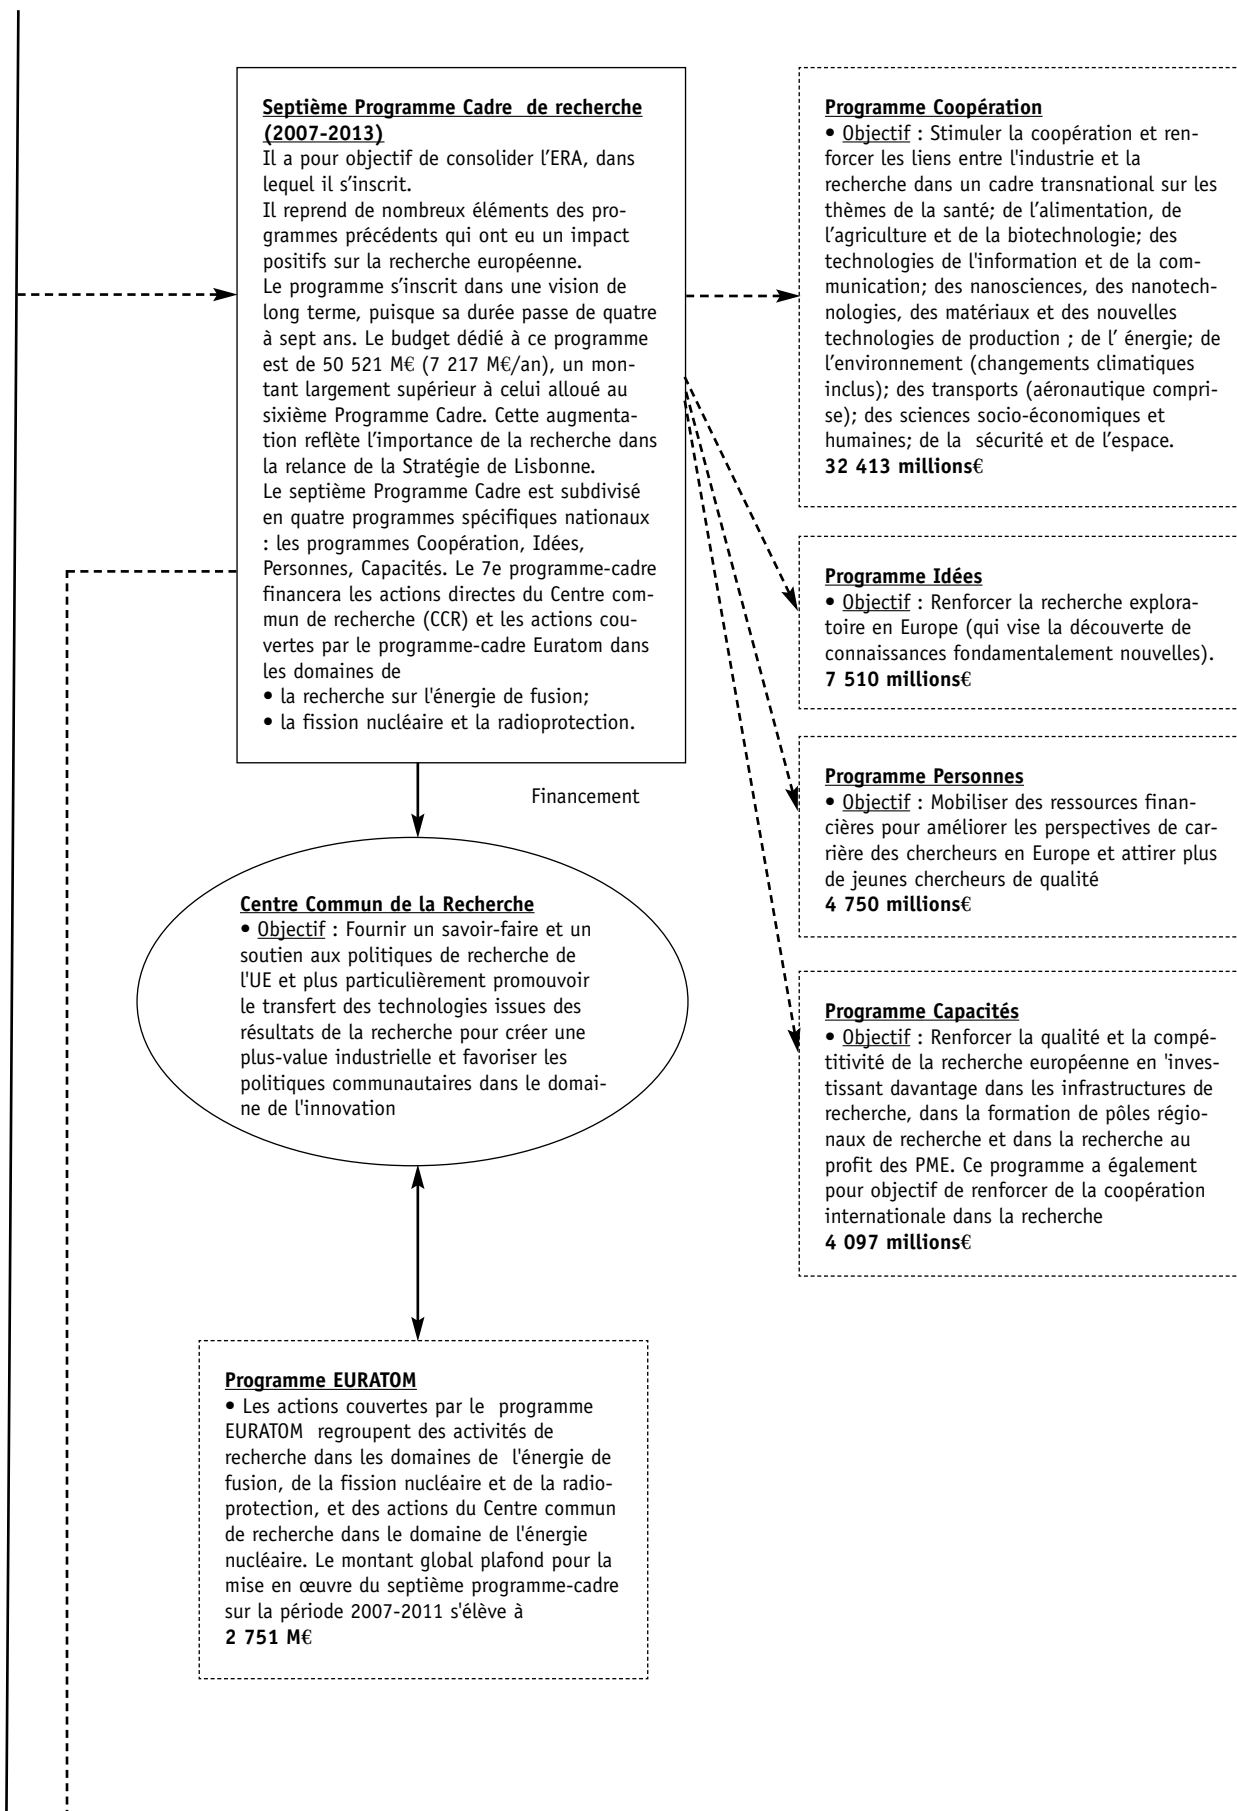 Septième Programme Cadre de recherche
(2007-2013)
Il a pour objectif de consolider l’ERA, dans
lequel il s’inscrit.
Il reprend de nombreux éléments des pro-
grammes précédents qui ont eu un impact
positifs sur la recherche européenne.
Le programme s’inscrit dans une vision de
long terme, puisque sa durée passe de quatre
à sept ans. Le budget dédié à ce programme
est de 50 521 M€ (7 217 M€/an), un mon-
tant largement supérieur à celui alloué au
sixième Programme Cadre. Cette augmenta-
tion reflète l’importance de la recherche dans
la relance de la Stratégie de Lisbonne.
Le septième Programme Cadre est subdivisé
en quatre programmes spécifiques nationaux
: les programmes Coopération, Idées,
Personnes, Capacités. Le 7e programme-cadre
financera les actions directes du Centre com-
mun de recherche (CCR) et les actions cou-
vertes par le programme-cadre Euratom dans
les domaines de
• la recherche sur l'énergie de fusion;
• la fission nucléaire et la radioprotection.
Financement
Centre Commun de la Recherche
• Objectif : Fournir un savoir-faire et un
soutien aux politiques de recherche de
l'UE et plus particulièrement promouvoir
le transfert des technologies issues des
résultats de la recherche pour créer une
plus-value industrielle et favoriser les
politiques communautaires dans le domai-
ne de l'innovation
Programme EURATOM
• Les actions couvertes par le programme
EURATOM regroupent des activités de
recherche dans les domaines de l'énergie de
fusion, de la fission nucléaire et de la radio-
protection, et des actions du Centre commun
de recherche dans le domaine de l'énergie
nucléaire. Le montant global plafond pour la
mise en œuvre du septième programme-cadre
sur la période 2007-2011 s'élève à
2 751 M€
Programme Coopération
• Objectif : Stimuler la coopération et ren-
forcer les liens entre l'industrie et la
recherche dans un cadre transnational sur les
thèmes de la santé; de l’alimentation, de
l’agriculture et de la biotechnologie; des
technologies de l'information et de la com-
munication; des nanosciences, des nanotech-
nologies, des matériaux et des nouvelles
technologies de production ; de l’ énergie; de
l’environnement (changements climatiques
inclus); des transports (aéronautique compri-
se); des sciences socio-économiques et
humaines; de la sécurité et de l’espace.
32 413 millions€
Programme Idées
• Objectif : Renforcer la recherche explora-
toire en Europe (qui vise la découverte de
connaissances fondamentalement nouvelles).
7 510 millions€
Programme Personnes
• Objectif : Mobiliser des ressources finan-
cières pour améliorer les perspectives de car-
rière des chercheurs en Europe et attirer plus
de jeunes chercheurs de qualité
4 750 millions€
Programme Capacités
• Objectif : Renforcer la qualité et la compé-
titivité de la recherche européenne en 'inves-
tissant davantage dans les infrastructures de
recherche, dans la formation de pôles régio-
naux de recherche et dans la recherche au
profit des PME. Ce programme a également
pour objectif de renforcer de la coopération
internationale dans la recherche
4 097 millions€